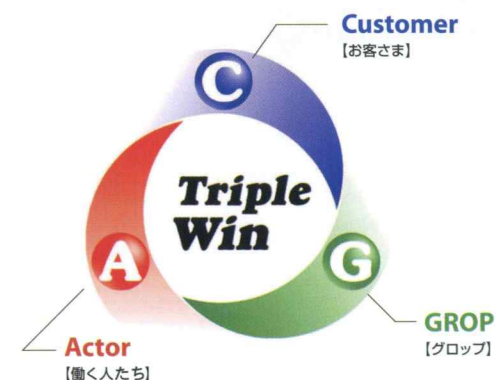 Customer
【お客さま】
C
Triple
Win
A
G
GROP
【グロップ】
Actor
【働く人たち】